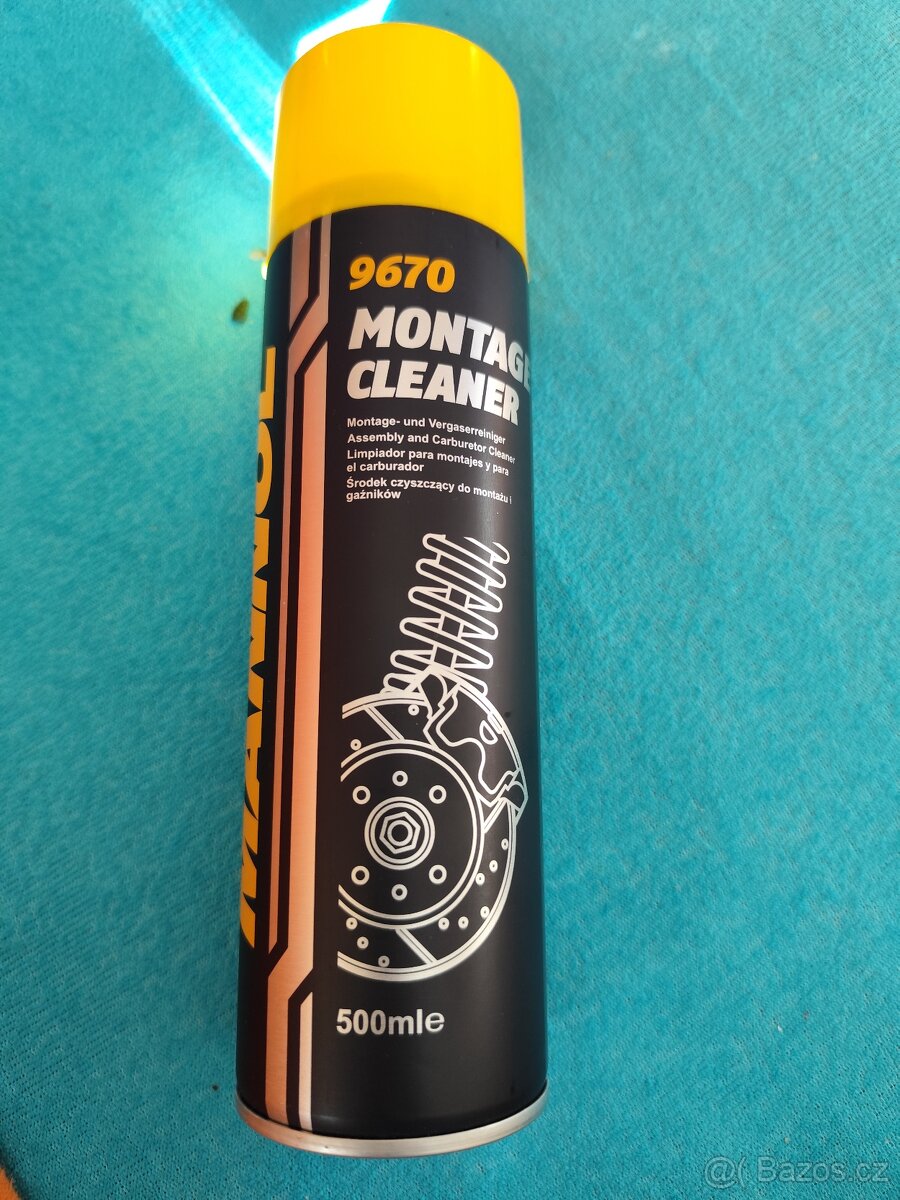 9670
MONTAGE
CLEANER
Montage- und Vergaserreiniger
Assembly and Carburetor Cleaner
Limpiador para montajes y para
el carburador
Środek czyszczący do montażu i
gaźników
MANNOL
500mle
@( Bazos.cz